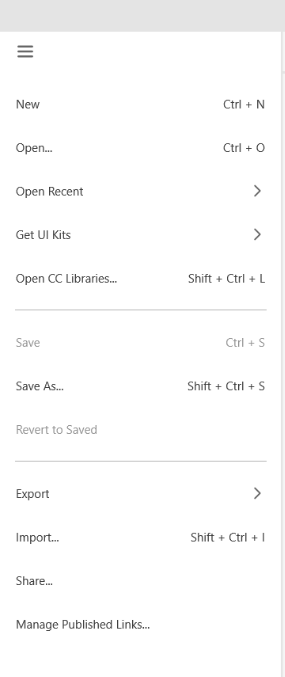 New Ctrl + N
Open... Ctrl + O
Open Recent
Get UI Kits
Open CC Libraries... Shift + Ctrl + L
Save Ctrl + S
Save As... Shift + Ctrl + S
Revert to Saved
Export
Import... Shift + Ctrl + I
Share...
Manage Published Links...